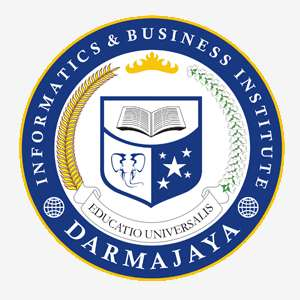 INFORMATICS & BUSINESS INSTITUTE
EDUCATIO UNIVERSALIS
DARMAJAYA